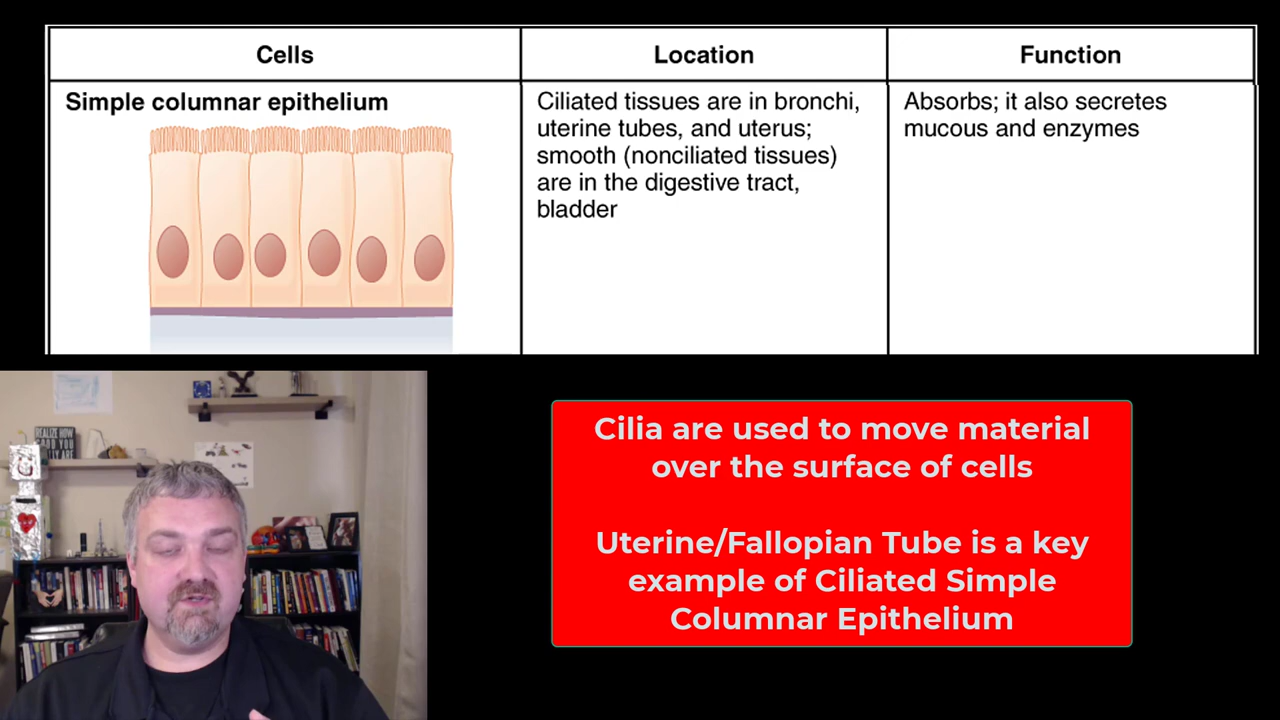 Cells
Location
Function
Simple columnar epithelium
Ciliated tissues are in bronchi,
uterine tubes, and uterus;
smooth (nonciliated tissues)
are in the digestive tract,
bladder
Absorbs; it also secretes
mucous and enzymes
Cilia are used to move material
over the surface of cells
Uterine/Fallopian Tube is a key
example of Ciliated Simple
Columnar Epithelium
REALIZE HOW